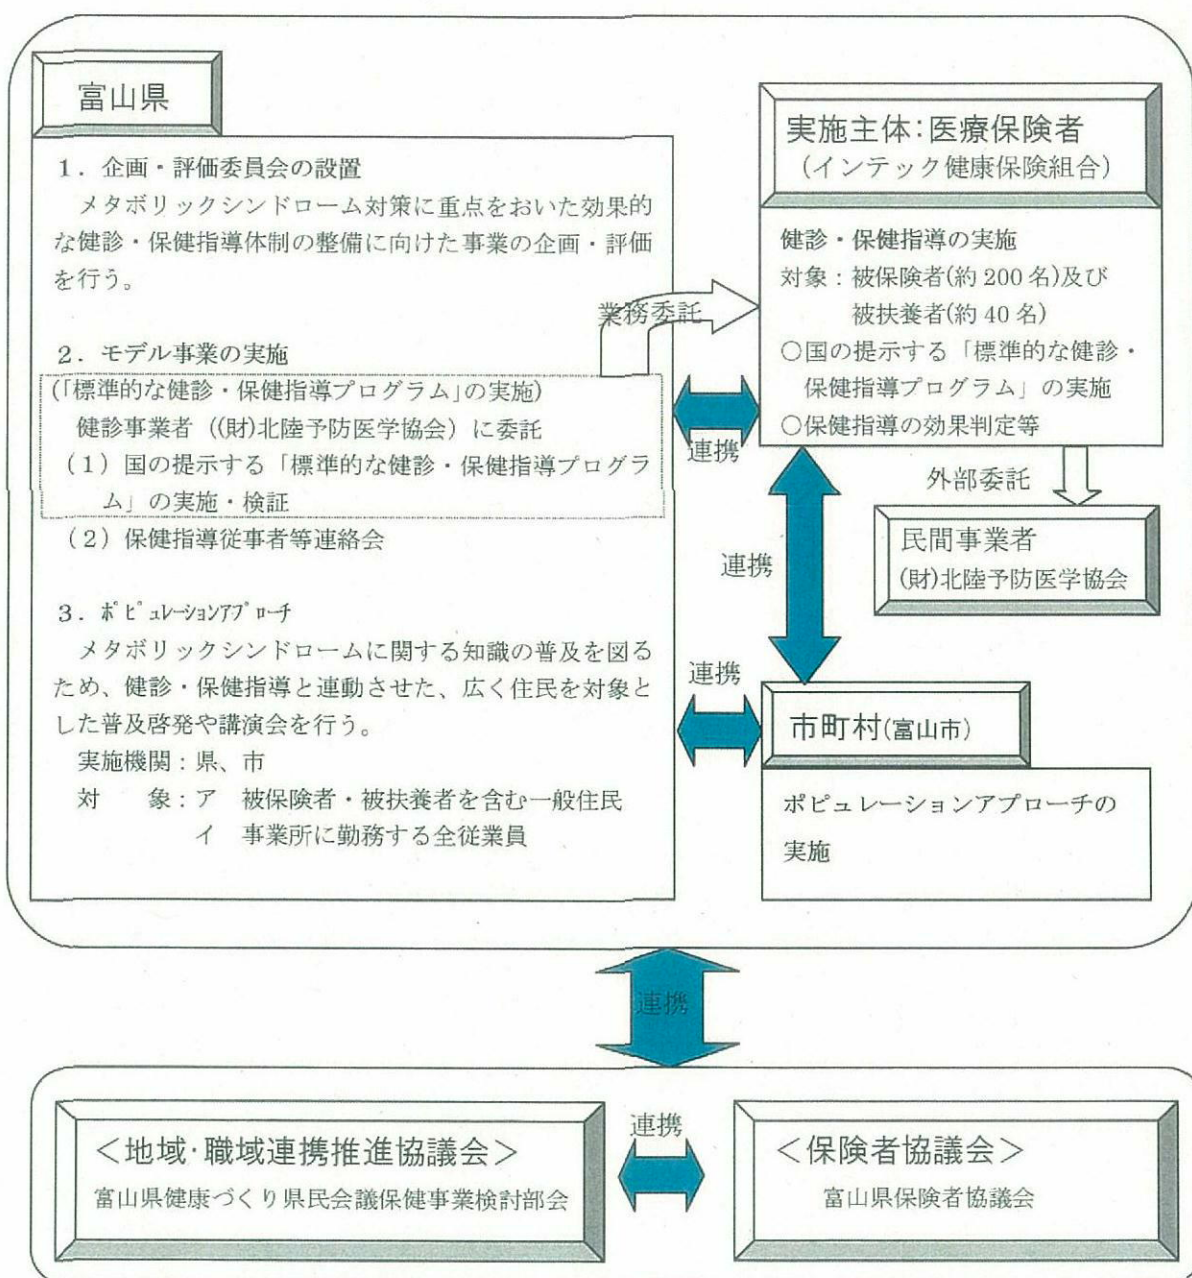 富山県
1．企画・評価委員会の設置
メタボリックシンドローム対策に重点をおいた効果的
な健診・保健指導体制の整備に向けた事業の企画・評価
を行う。
2．モデル事業の実施
(「標準的な健診・保健指導プログラム」の実施)
健診事業者（(財)北陸予防医学協会）に委託
（1）国の提示する「標準的な健診・保健指導プログラ
ム」の実施・検証
（2）保健指導従事者等連絡会
3．ﾎﾟﾋﾟｭﾚｰｼｮﾝｱﾌﾟﾛｰﾁ
メタボリックシンドロームに関する知識の普及を図る
ため、健診・保健指導と連動させた、広く住民を対象と
した普及啓発や講演会を行う。
実施機関：県、市
対　　象：ア　被保険者・被扶養者を含む一般住民
イ　事業所に勤務する全従業員
業務委託
連携
実施主体：医療保険者
（インテック健康保険組合）
健診・保健指導の実施
対象：被保険者(約 200 名)及び
被扶養者(約 40 名)
○国の提示する「標準的な健診・
保健指導プログラム」の実施
○保健指導の効果判定等
外部委託
民間事業者
(財)北陸予防医学協会
連携
連携
市町村(富山市)
ポピュレーションアプローチの
実施
連携
＜地域・職域連携推進協議会＞
富山県健康づくり県民会議保健事業検討部会
連携
＜保険者協議会＞
富山県保険者協議会